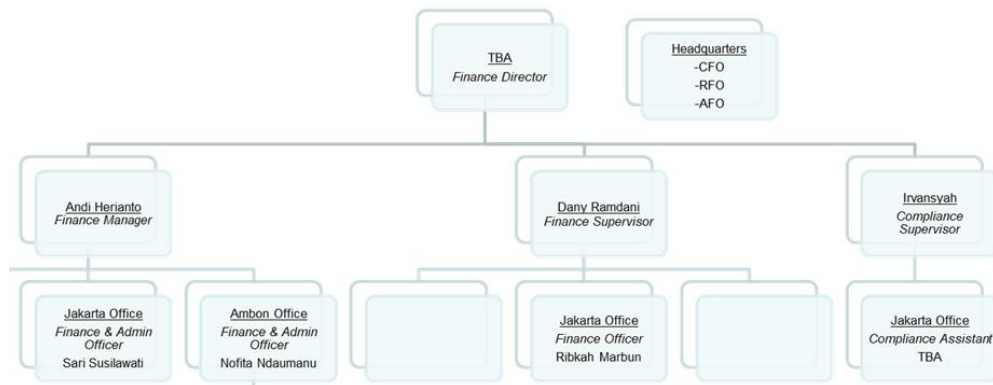 TBA
Finance Director
Headquarters
-CFO
-RFO
-AFO
Andi Herianto
Finance Manager
Dany Ramdani
Finance Supervisor
Irvansyah
Compliance
Supervisor
Jakarta Office
Finance & Admin
Officer
Sari Susilawati
Ambon Office
Finance & Admin
Officer
Nofita Ndaumanu
Jakarta Office
Finance Officer
Ribkah Marbun
Jakarta Office
Compliance Assistant
TBA